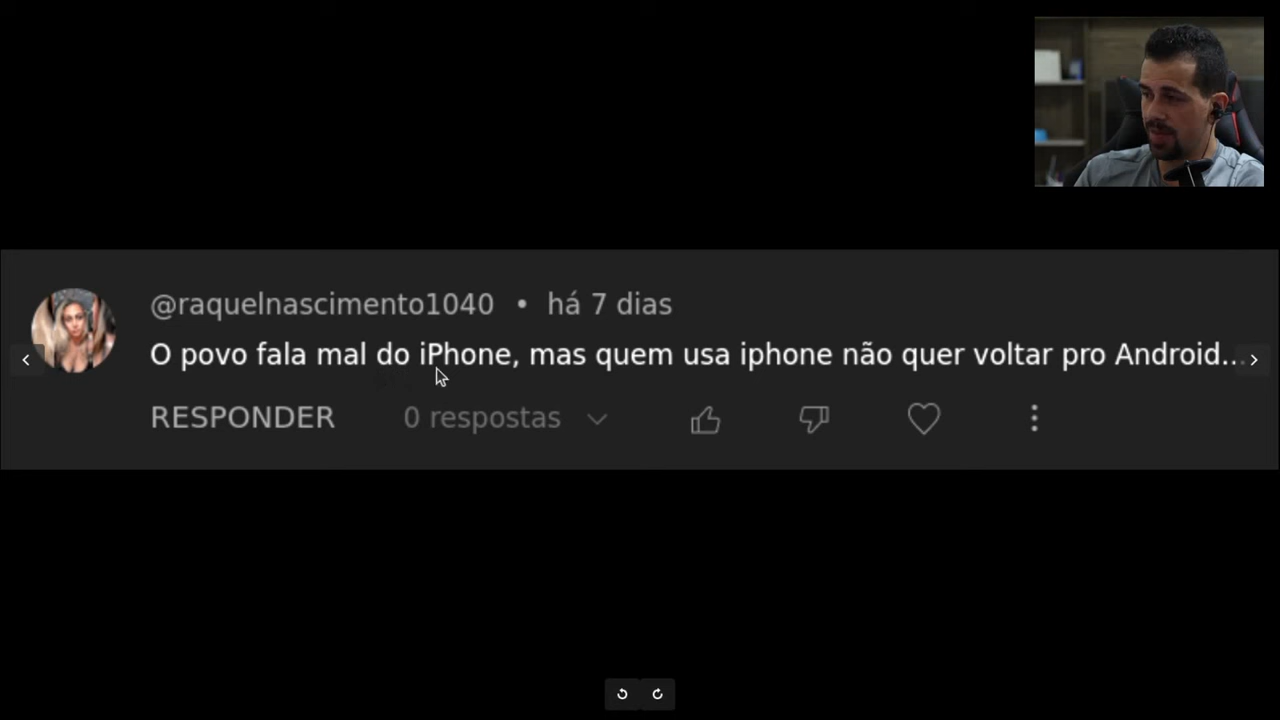 @raquelnascimento1040 • há 7 dias
O povo fala mal do iPhone, mas quem usa iphone não quer voltar pro Android...
RESPONDER 0 respostas